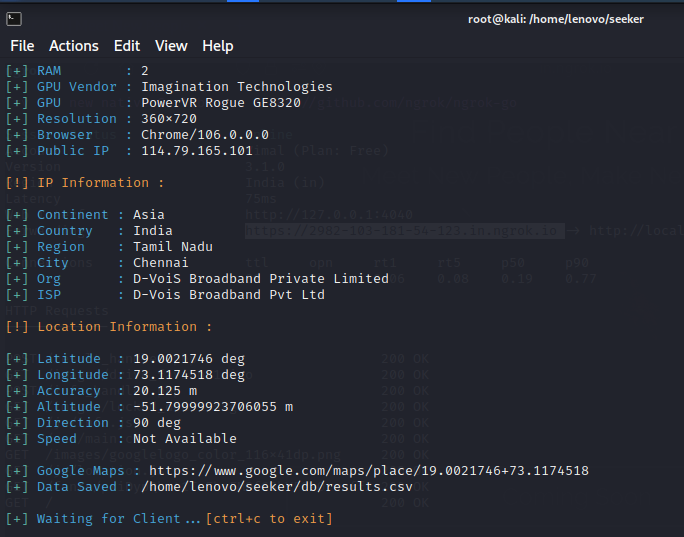 root@kali: /home/lenovo/seeker
File Actions Edit View Help
[+] RAM : 2
[+] GPU Vendor : Imagination Technologies
[+] GPU : PowerVR Rogue GE8320
[+] Resolution : 360×720
[+] Browser : Chrome/106.0.0.0
[+] Public IP : 114.79.165.101
[!] IP Information :
[+] Continent : Asia
[+] Country : India
[+] Region : Tamil Nadu
[+] City : Chennai
[+] Org : D-VoiS Broadband Private Limited
[+] ISP : D-Vois Broadband Pvt Ltd
[!] Location Information :
[+] Latitude : 19.0021746 deg
[+] Longitude : 73.1174518 deg
[+] Accuracy : 20.125 m
[+] Altitude : -51.79999923706055 m
[+] Direction : 90 deg
[+] Speed : Not Available
[+] Google Maps : https://www.google.com/maps/place/19.0021746+73.1174518
[+] Data Saved : /home/lenovo/seeker/db/results.csv
[+] Waiting for Client...[ctrl+c to exit]